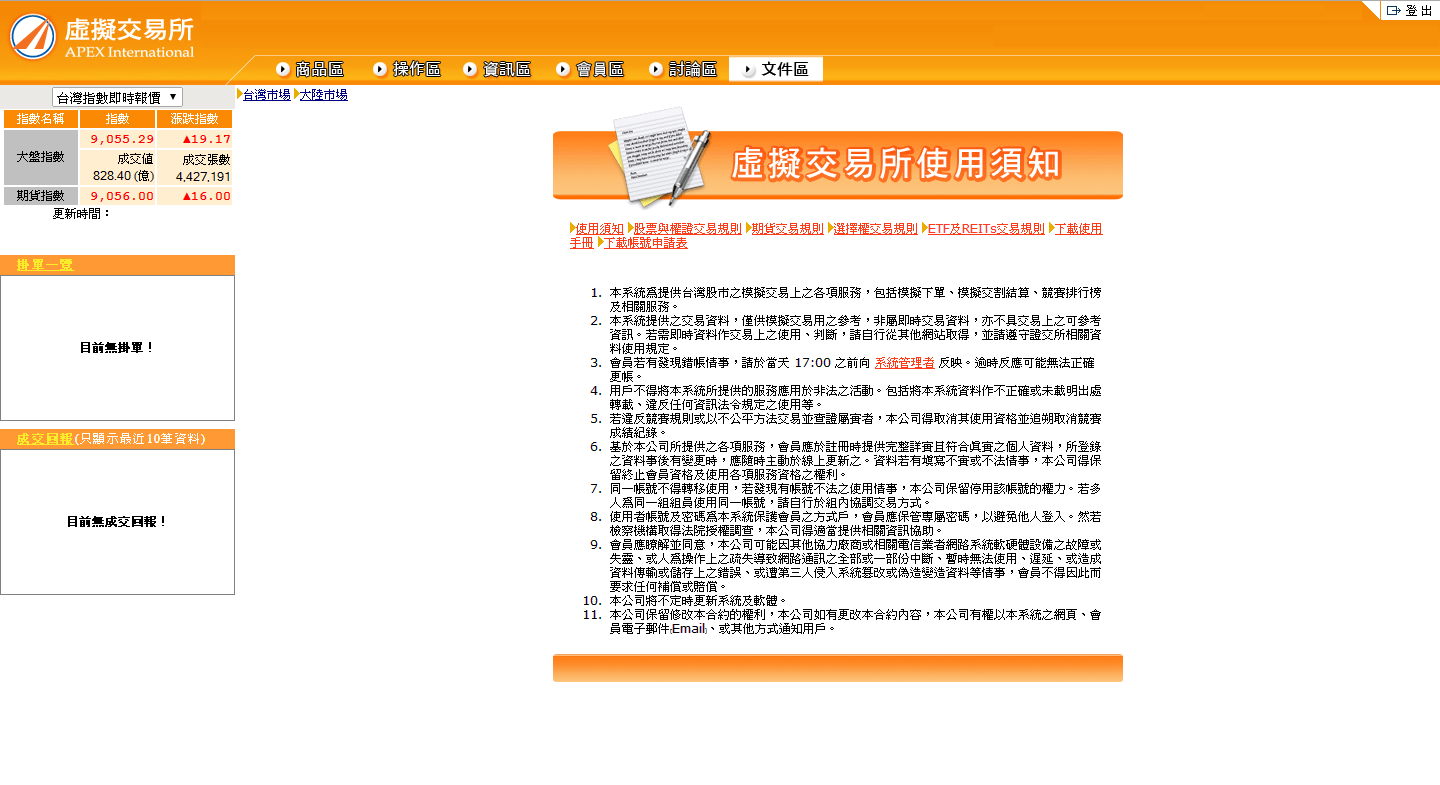 虛擬交易所
APEX International
登 出
商品區 操作區 資訊區 會員區 討論區 文件區
台灣指數即時報價
台灣市場 大陸市場
指數名稱 指數 漲跌指數
大盤指數 9,055.29 ▲19.17
成交值 成交張數
828.40 (億) 4,427,191
期貨指數 9,056.00 ▲16.00
更新時間：
掛單一覽
目前無掛單！
成交回報(只顯示最近10筆資料)
目前無成交回報！
虛擬交易所使用須知
使用須知 股票與權證交易規則 期貨交易規則 選擇權交易規則 ETF及REITs交易規則 下載使用
手冊 下載帳號申請表
1. 本系統為提供台灣股市之模擬交易上之各項服務，包括模擬下單、模擬交割結算、競賽排行榜
及相關服務。
2. 本系統提供之交易資料，僅供模擬交易用之參考，非屬即時交易資料，亦不具交易上之可參考
資訊。若需即時資料作交易上之使用、判斷，請自行從其他網站取得，並請遵守證交所相關資
料使用規定。
3. 會員若有發現錯帳情事，請於當天 17:00 之前向 系統管理者 反映。逾時反應可能無法正確
更帳。
4. 用戶不得將本系統所提供的服務應用於非法之活動。包括將本系統資料作不正確或未載明出處
轉載、違反任何資訊法令規定之使用等。
5. 若違反競賽規則或以不公平方法交易並查證屬實者，本公司得取消其使用資格並追朔取消競賽
成績紀錄。
6. 基於本公司所提供之各項服務，會員應於註冊時提供完整詳實且符合真實之個人資料，所登錄
之資料事後有變更時，應隨時主動於線上更新之。資料若有填寫不實或不法情事，本公司得保
留終止會員資格及使用各項服務資格之權利。
7. 同一帳號不得轉移使用，若發現有帳號不法之使用情事，本公司保留停用該帳號的權力。若多
人為同一組組員使用同一帳號，請自行於組內協調交易方式。
8. 使用者帳號及密碼為本系統保護會員之方式戶，會員應保管專屬密碼，以避免他人登入。然若
檢察機構取得法院授權調查，本公司得適當提供相關資訊協助。
9. 會員應瞭解並同意，本公司可能因其他協力廠商或相關電信業者網路系統軟硬體設備之故障或
失靈、或人為操作上之疏失導致網路通訊之全部或一部份中斷、暫時無法使用、遲延、或造成
資料傳輸或儲存上之錯誤、或遭第三人侵入系統篡改或偽造變造資料等情事，會員不得因此而
要求任何補償或賠償。
10. 本公司將不定時更新系統及軟體。
11. 本公司保留修改本合約的權利，本公司如有更改本合約內容，本公司有權以本系統之網頁、會
員電子郵件(Email)、或其他方式通知用戶。